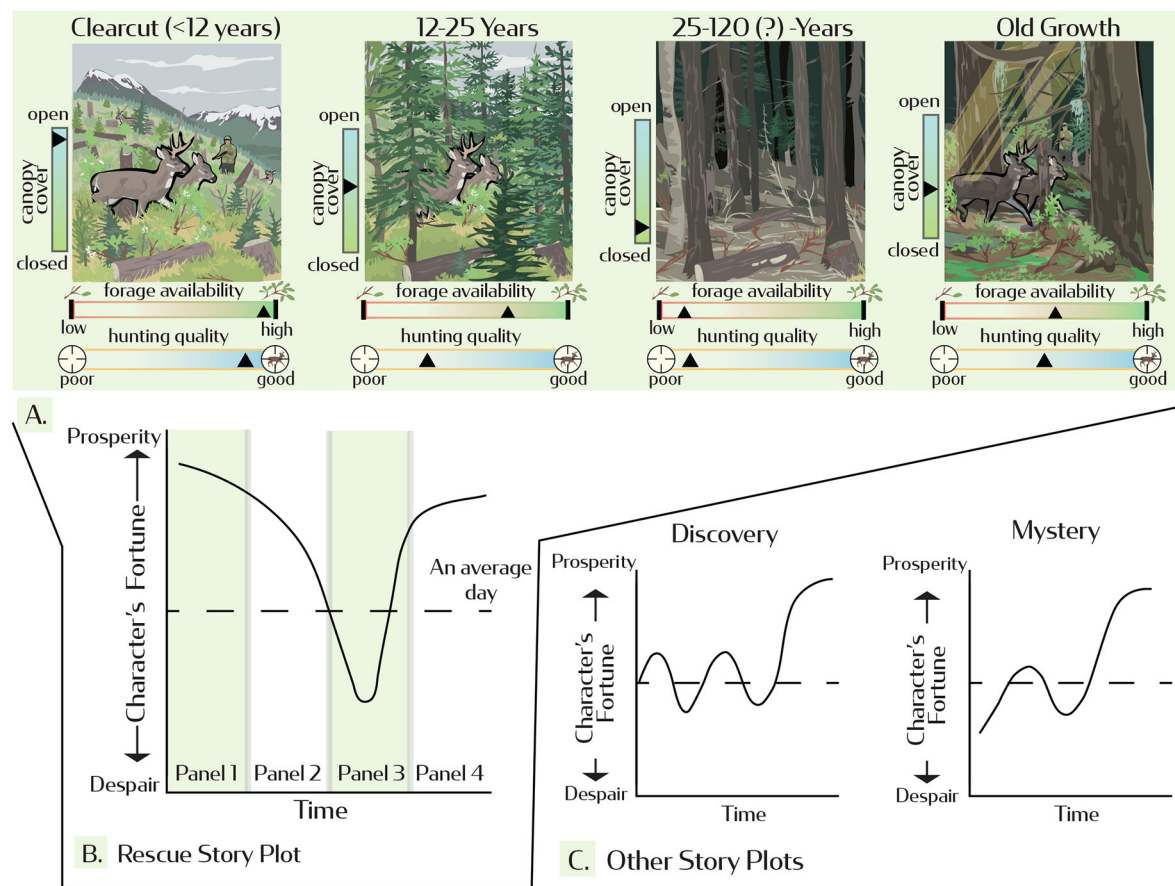 Clearcut (<12 years)
12-25 Years
25-120 (?) -Years
Old Growth
open
canopy
cover
closed
open
canopy
cover
closed
open
canopy
cover
closed
open
canopy
cover
closed
forage availability
low
high
hunting quality
poor
good
forage availability
hunting quality
poor
good
forage availability
low
high
hunting quality
poor
good
forage availability
low
high
hunting quality
poor
good
A.
Prosperity
Character's Fortune
Despair
An average
day
Panel 1
Panel 2
Panel 3
Panel 4
Time
B. Rescue Story Plot
Discovery
Prosperity
Character's
Fortune
Despair
Time
Mystery
Prosperity
Character's
Fortune
Despair
Time
C. Other Story Plots